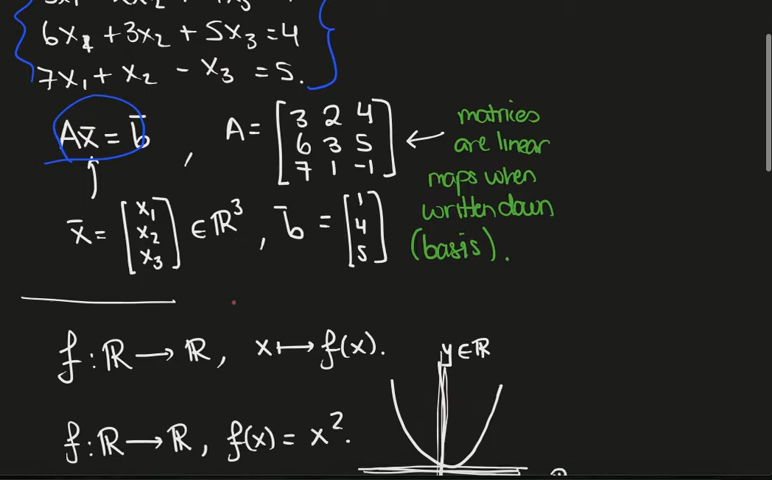 6x₁ + 3x₂ + 5x₃ = 4
7x₁ + x₂ - x₃ = 5.
Ax̄ = b̄ , A = [3 2 4
6 3 5
7 1 -1]
matrices
are linear
maps when
written down
(basis).
x̄ = [x₁
x₂
x₃] ∈ ℝ³ , b̄ = [1
4
5]
f : ℝ → ℝ , x ↦ f(x).
y ∈ ℝ
f : ℝ → ℝ , f(x) = x².